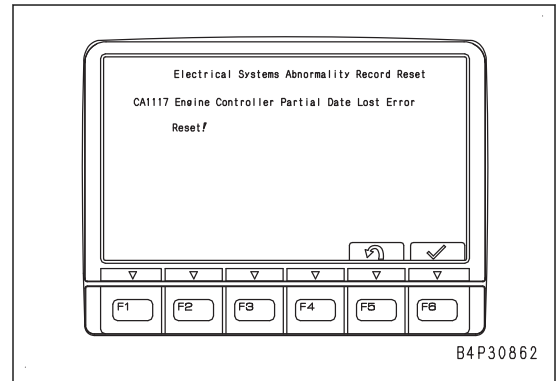 Electrical Systems Abnormality Record Reset
CA1117 Engine Controller Partial Date Lost Error
Reset!
F1 F2 F3 F4 F5 F6
B4P30862